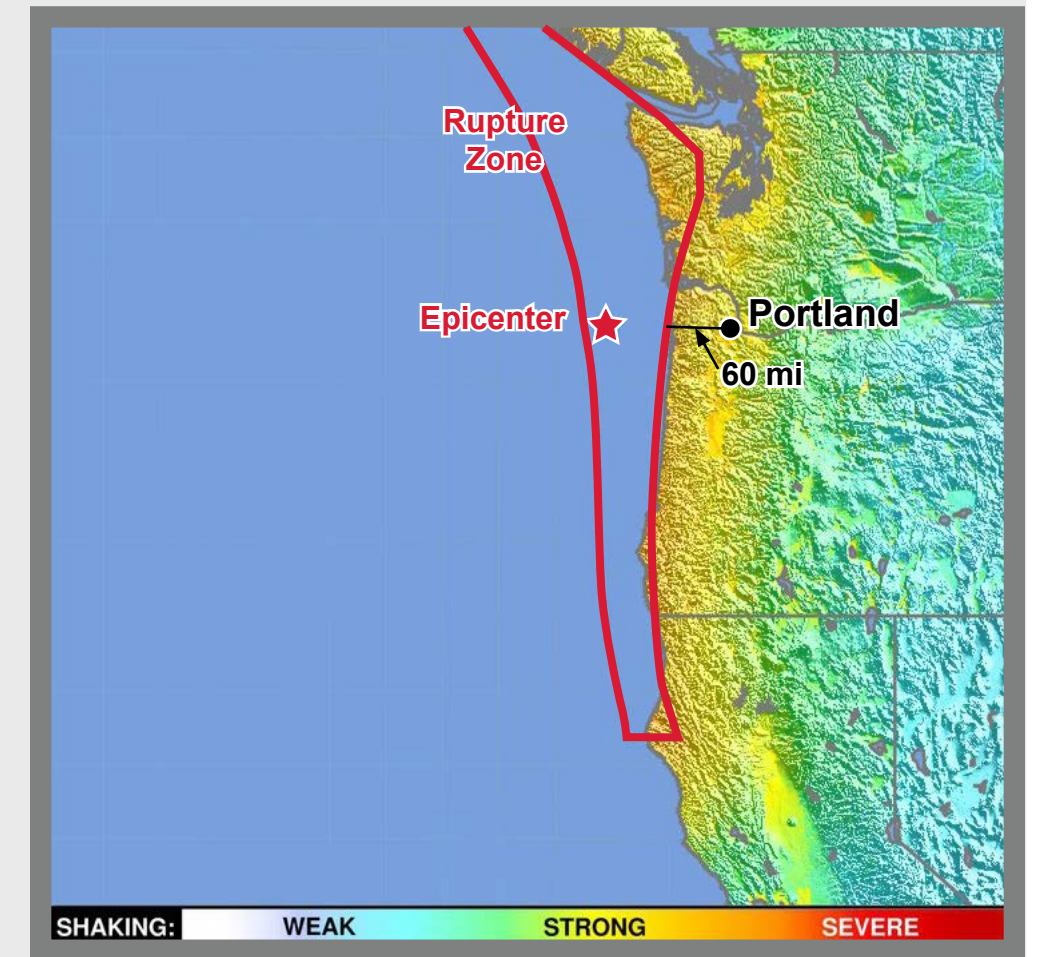 Rupture
Zone
Epicenter
Portland
60 mi
SHAKING: WEAK STRONG SEVERE